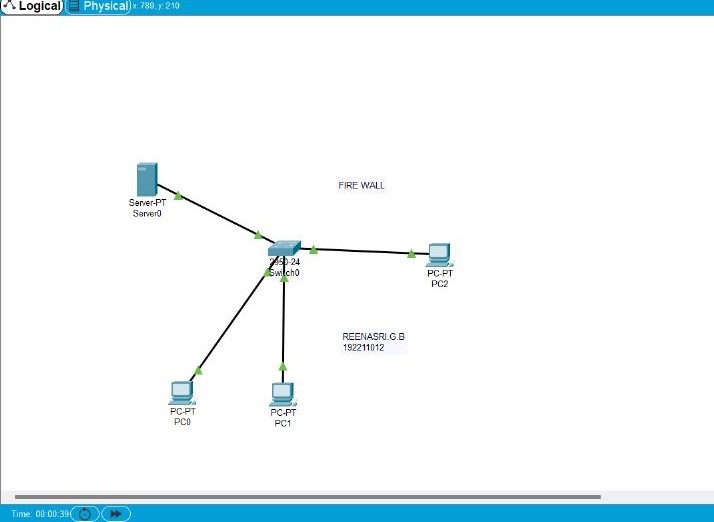 Logical Physical x: 789, y: 210
FIRE WALL
Server-PT
Server0
2950-24
Switch0
PC-PT
PC2
REENASRI.G.B
192211012
PC-PT
PC0
PC-PT
PC1
Time: 00:00:39